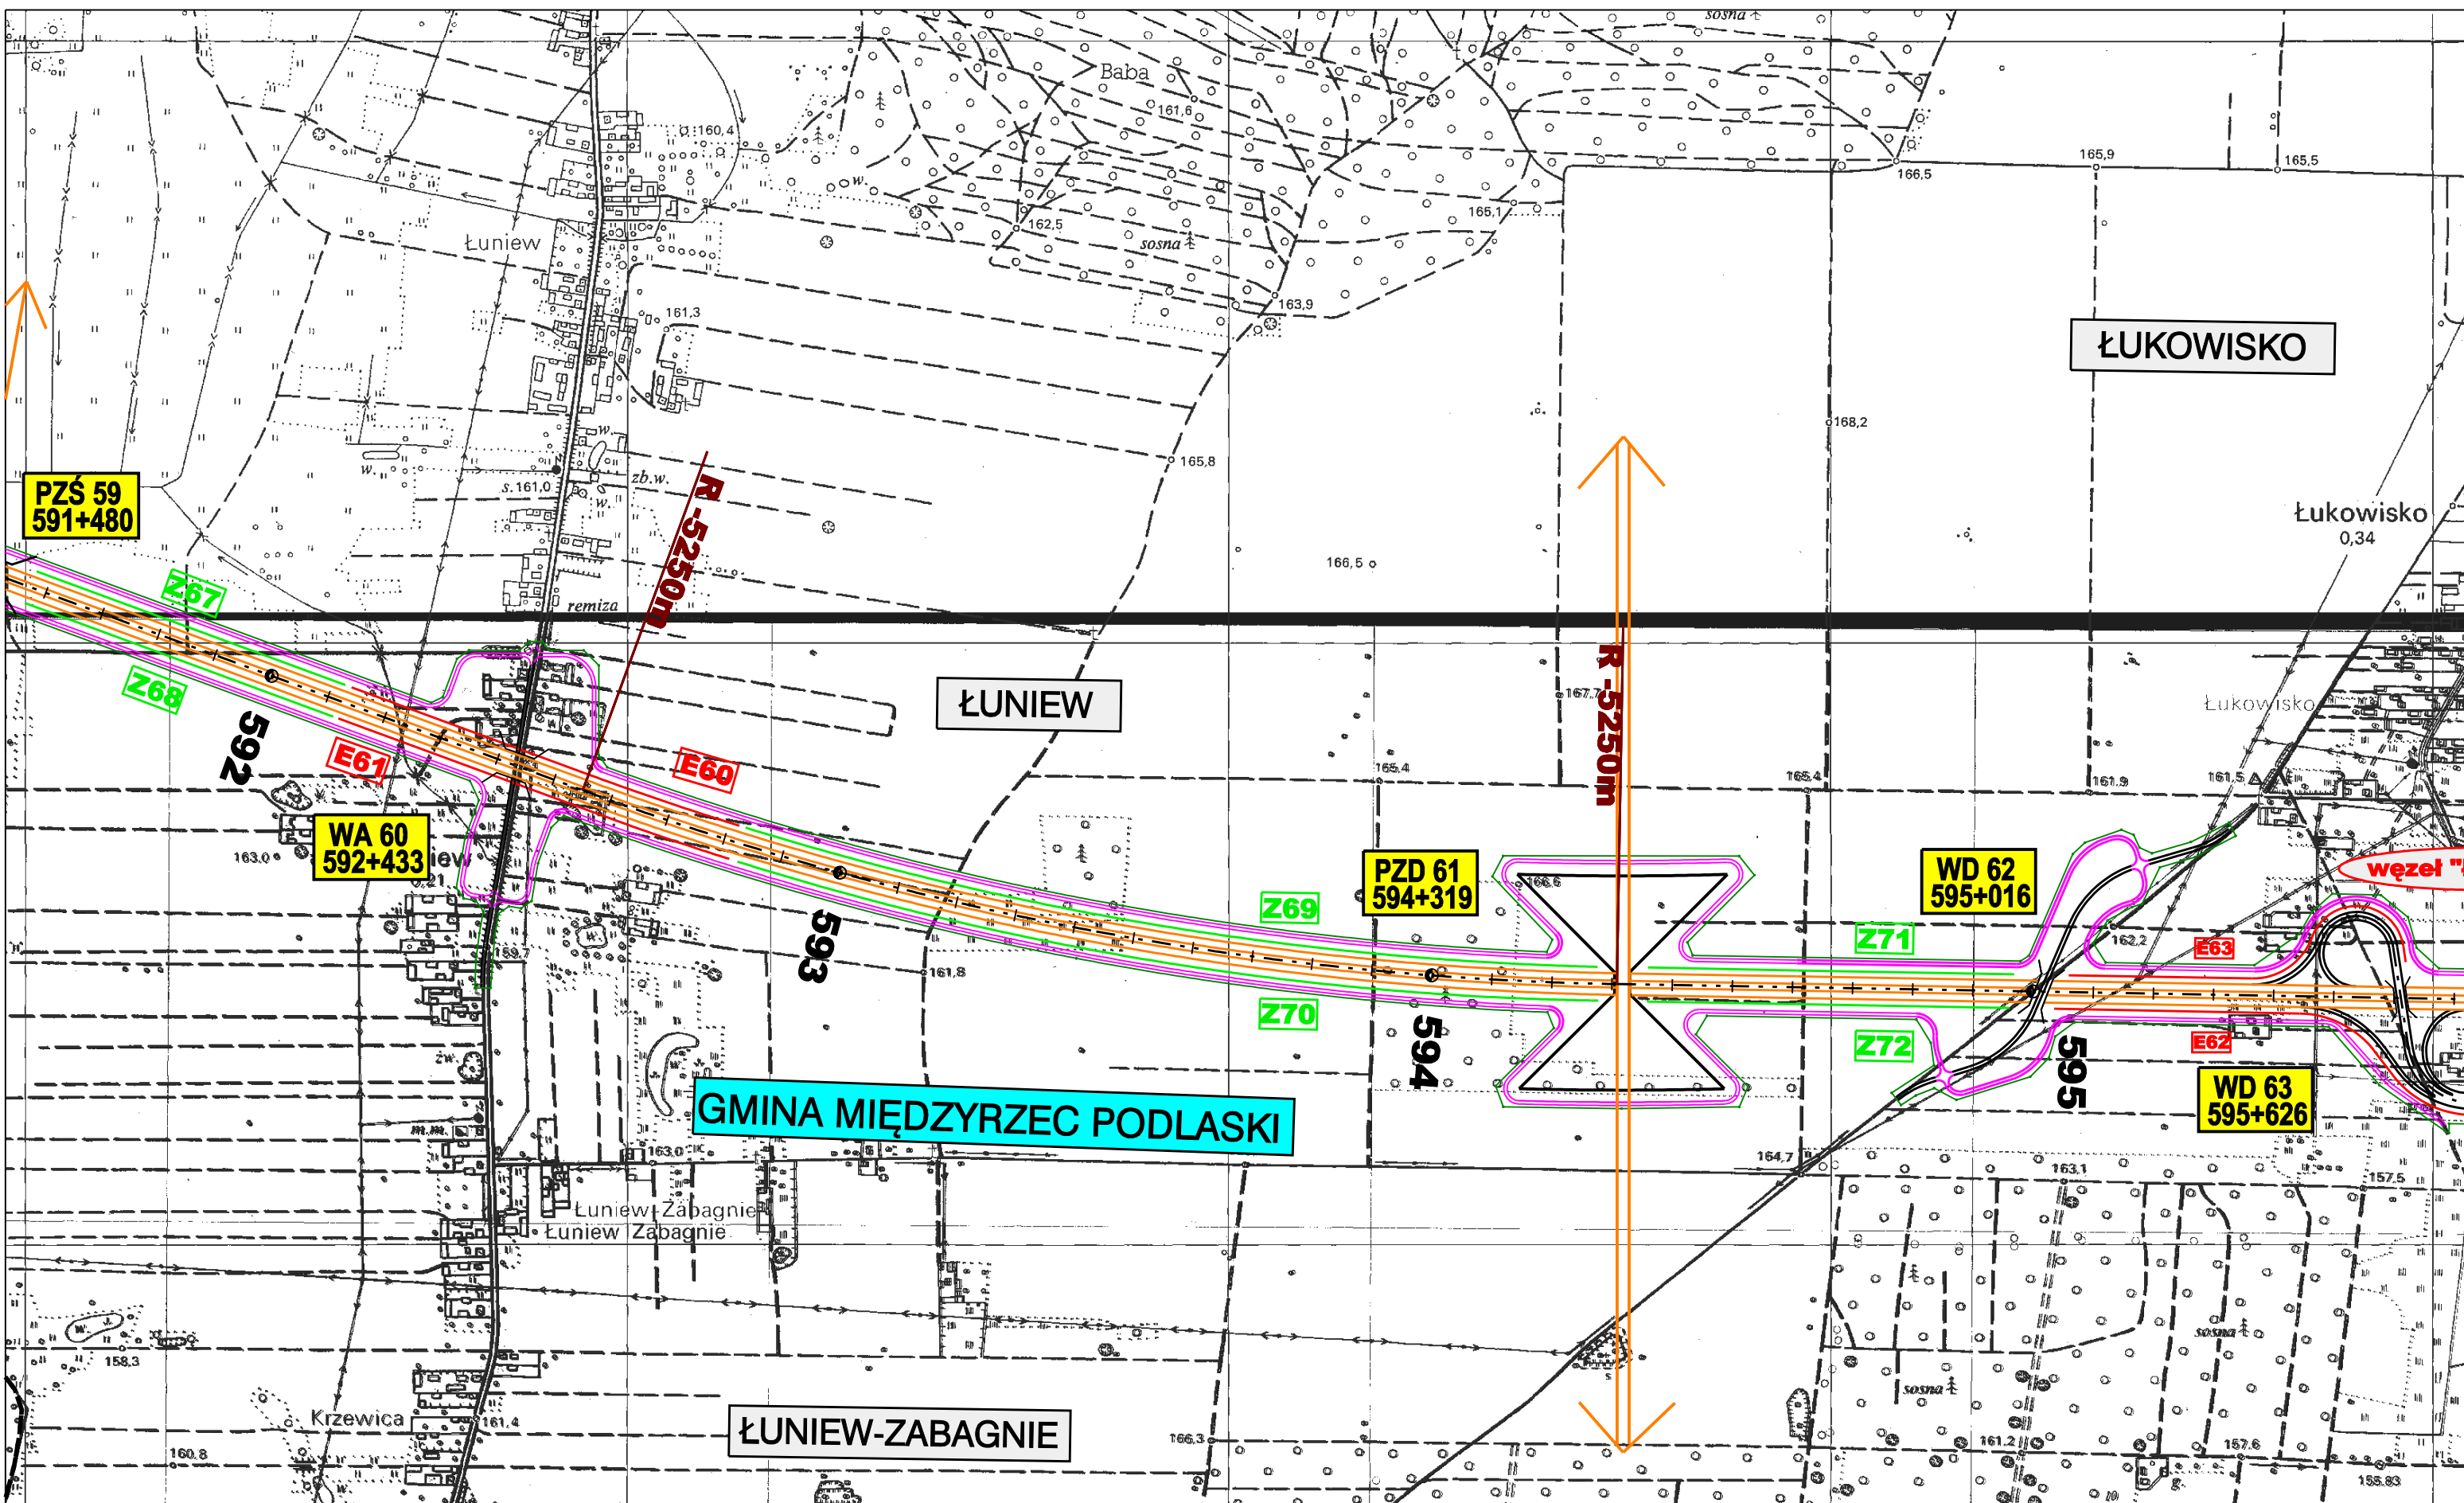 sosna
Baba
161,6
160,4
165,9
165,5
166,5
w.
165,1
162,5
Łuniew
sosna
163,9
161,3
ŁUKOWISKO
168,2
165,8
w.
w.
zb.w.
s.161,0
w.
R -5250m
PZŚ 59
591+480
Łukowisko
0,34
166,5
Z67
remiza
Z68
ŁUNIEW
R -5250m
167,7
Łukowisko
592
E61
E60
165,4
165,4
161,9
161,5
WA 60
592+433
163,0
PZD 61
594+319
166,6
WD 62
595+016
węzeł "
Z69
593
159,7
161,8
Z71
162,2
E63
Z70
594
Z72
E62
595
GMINA MIĘDZYRZEC PODLASKI
WD 63
595+626
m.m.
163,0
164,7
163,1
157,5
Łuniew-Zabagnie
Łuniew Zabagnie
158,3
sosna
sosna
Krzewica
161,4
ŁUNIEW-ZABAGNIE
166,3
161,2
157,6
160,8